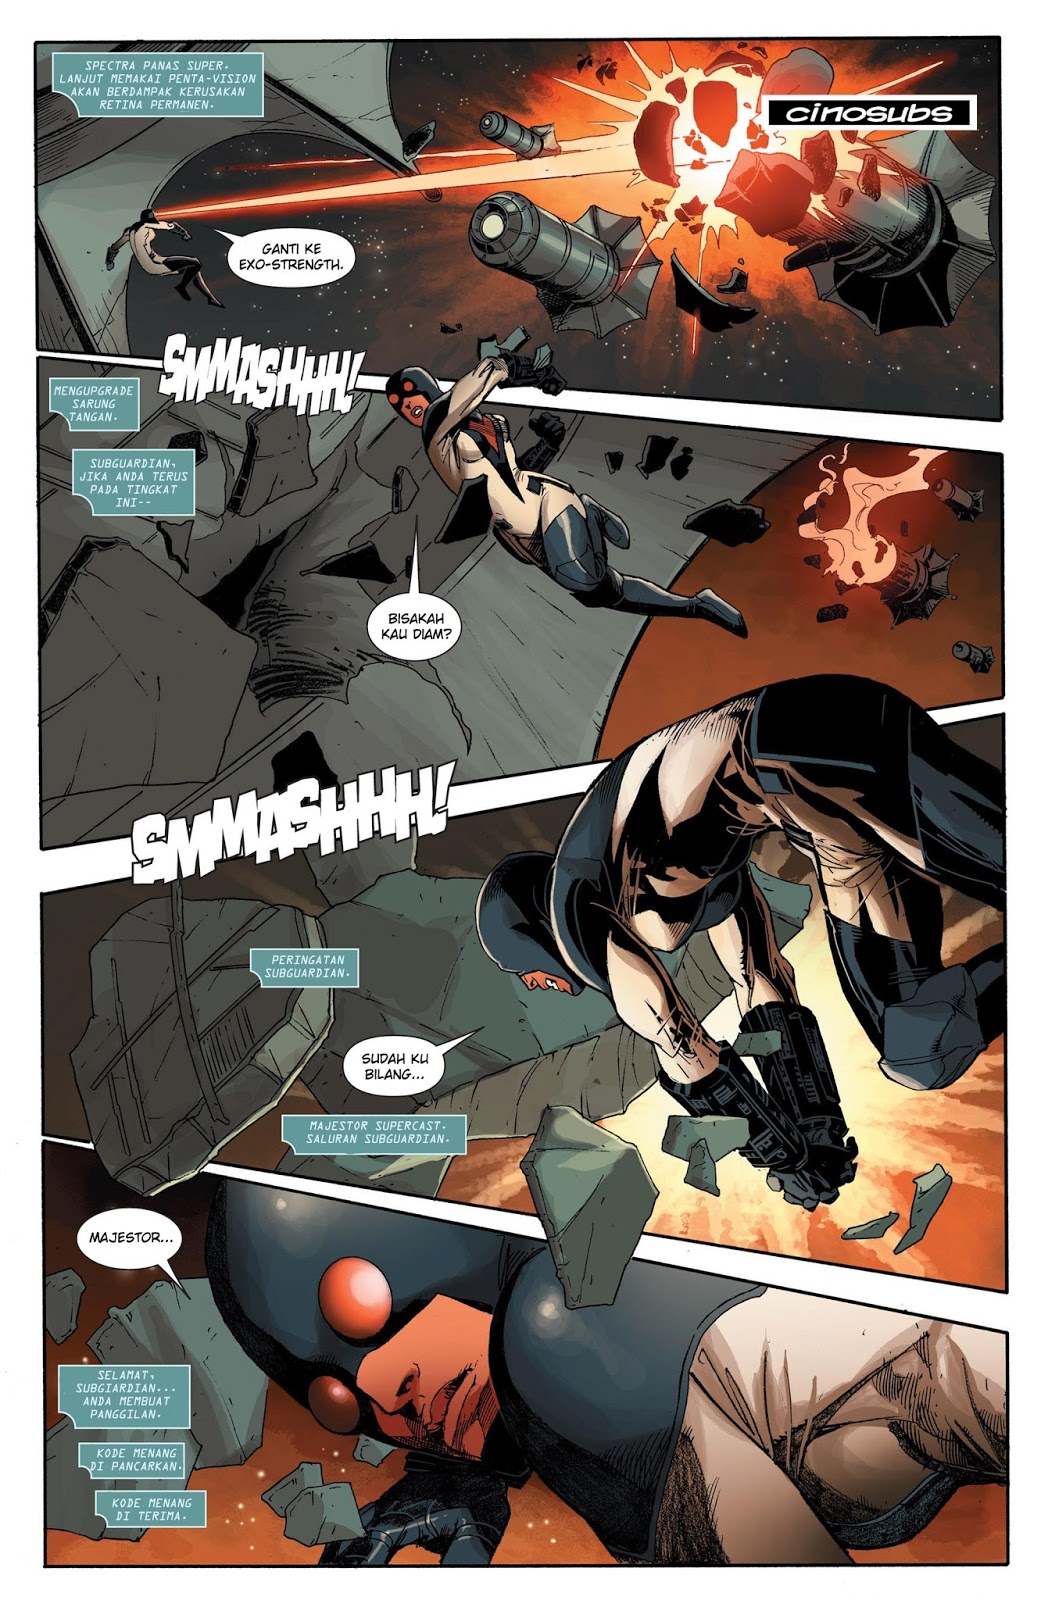 SPECTRA PANAS SUPER.
LANJUT MEMAKAI PENTA-VISION
AKAN BERDAMPAK KERUSAKAN
RETINA PERMANEN.
cinosubs
GANTI KE
EXO-STRENGTH.
SMMASHHH!
MENGUPGRADE
SARUNG
TANGAN.
SUBGUARDIAN,
JIKA ANDA TERUS
PADA TINGKAT
INI--
BISAKAH
KAU DIAM?
SMMASHHH!
PERINGATAN
SUBGUARDIAN.
SUDAH KU
BILANG...
MAJESTOR SUPERCAST.
SALURAN SUBGUARDIAN.
MAJESTOR...
SELAMAT,
SUBGIARDIAN...
ANDA MEMBUAT
PANGGILAN.
KODE MENANG
DI PANCARKAN.
KODE MENANG
DI TERIMA.